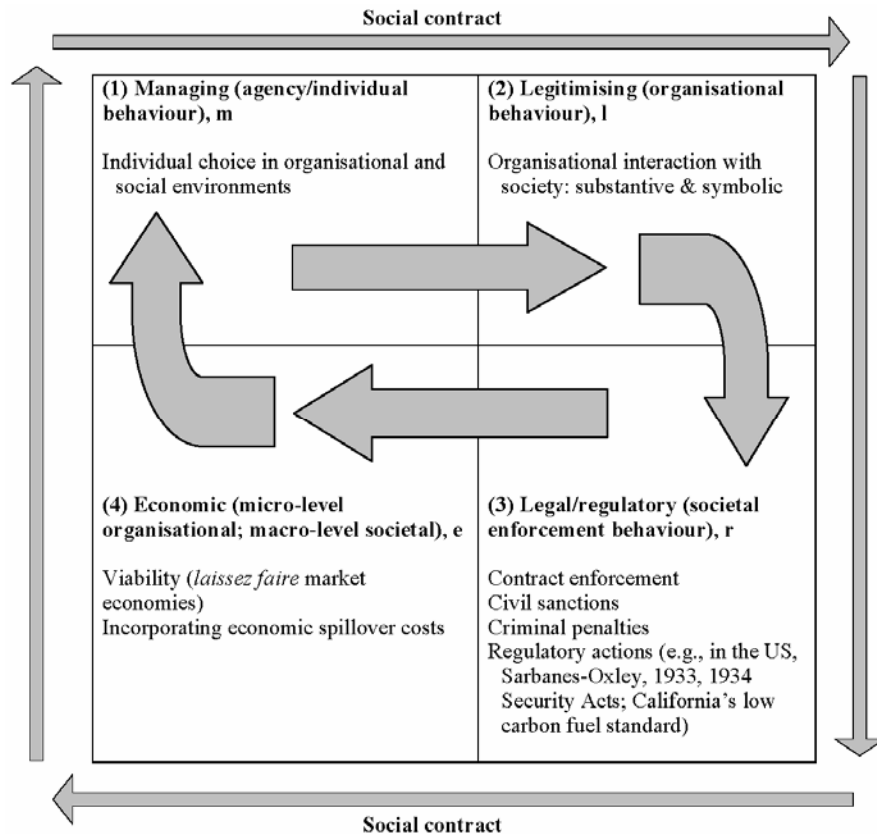 Social contract
(1) Managing (agency/individual
behaviour), m
Individual choice in organisational and
social environments
(2) Legitimising (organisational
behaviour), l
Organisational interaction with
society: substantive & symbolic
(4) Economic (micro-level
organisational; macro-level societal), e
Viability (laissez faire market
economies)
Incorporating economic spillover costs
(3) Legal/regulatory (societal
enforcement behaviour), r
Contract enforcement
Civil sanctions
Criminal penalties
Regulatory actions (e.g., in the US,
Sarbanes-Oxley, 1933, 1934
Security Acts; California's low
carbon fuel standard)
Social contract